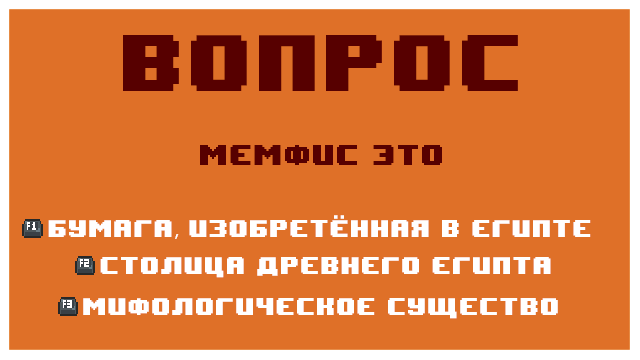 ВОПРОС
МЕМФИС ЭТО
F1 БУМАГА, ИЗОБРЕТЁННАЯ В ЕГИПТЕ
F2 СТОЛИЦА ДРЕВНЕГО ЕГИПТА
F3 МИФОЛОГИЧЕСКОЕ СУЩЕСТВО